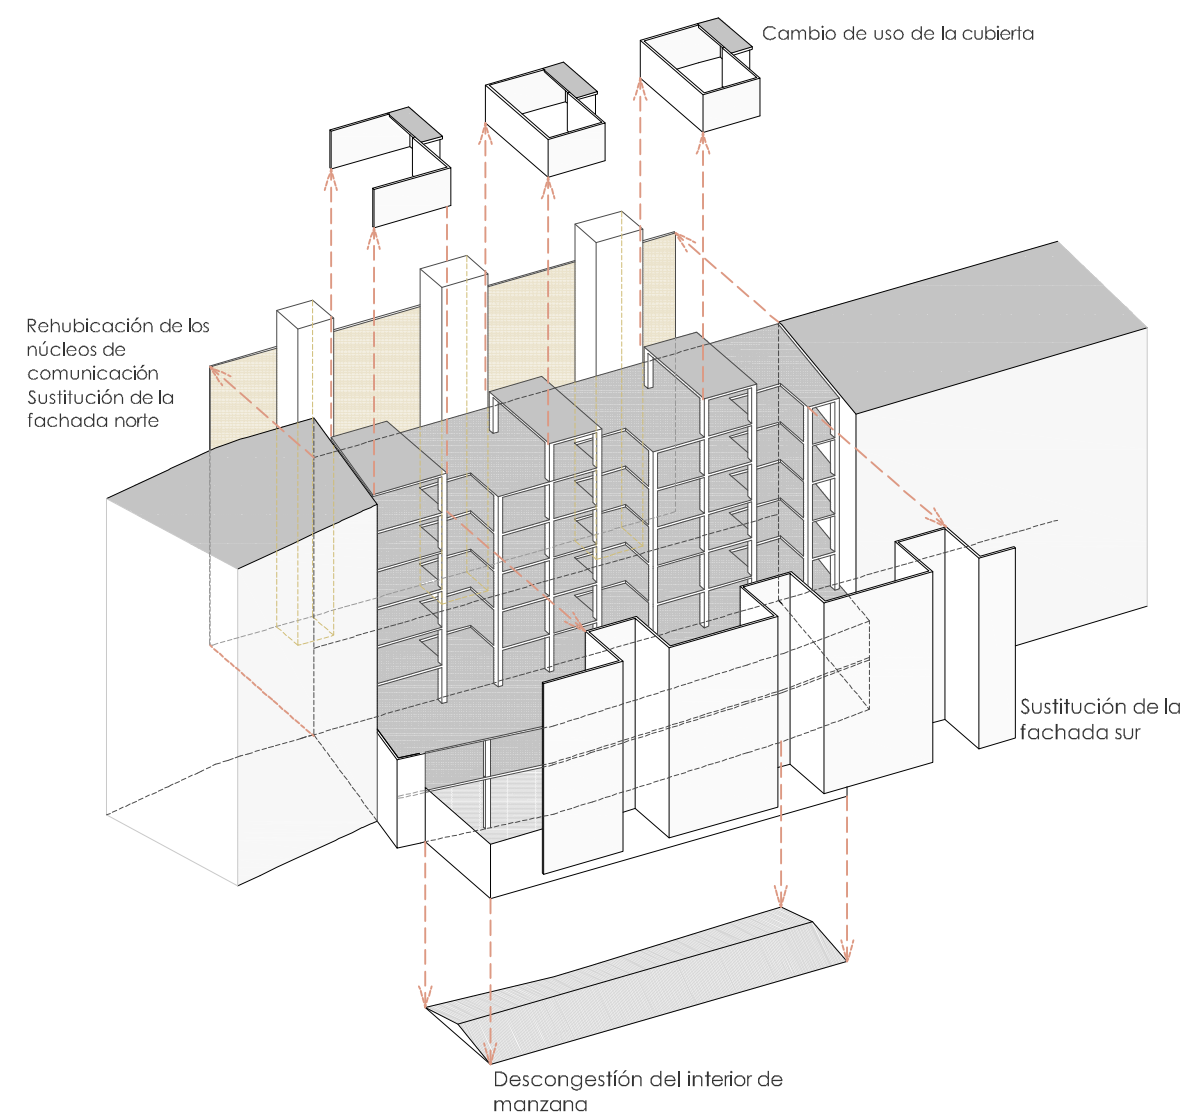 Cambio de uso de la cubierta
Rehubicación de los
núcleos de
comunicación
Sustitución de la
fachada norte
Sustitución de la
fachada sur
Descongestión del interior de
manzana